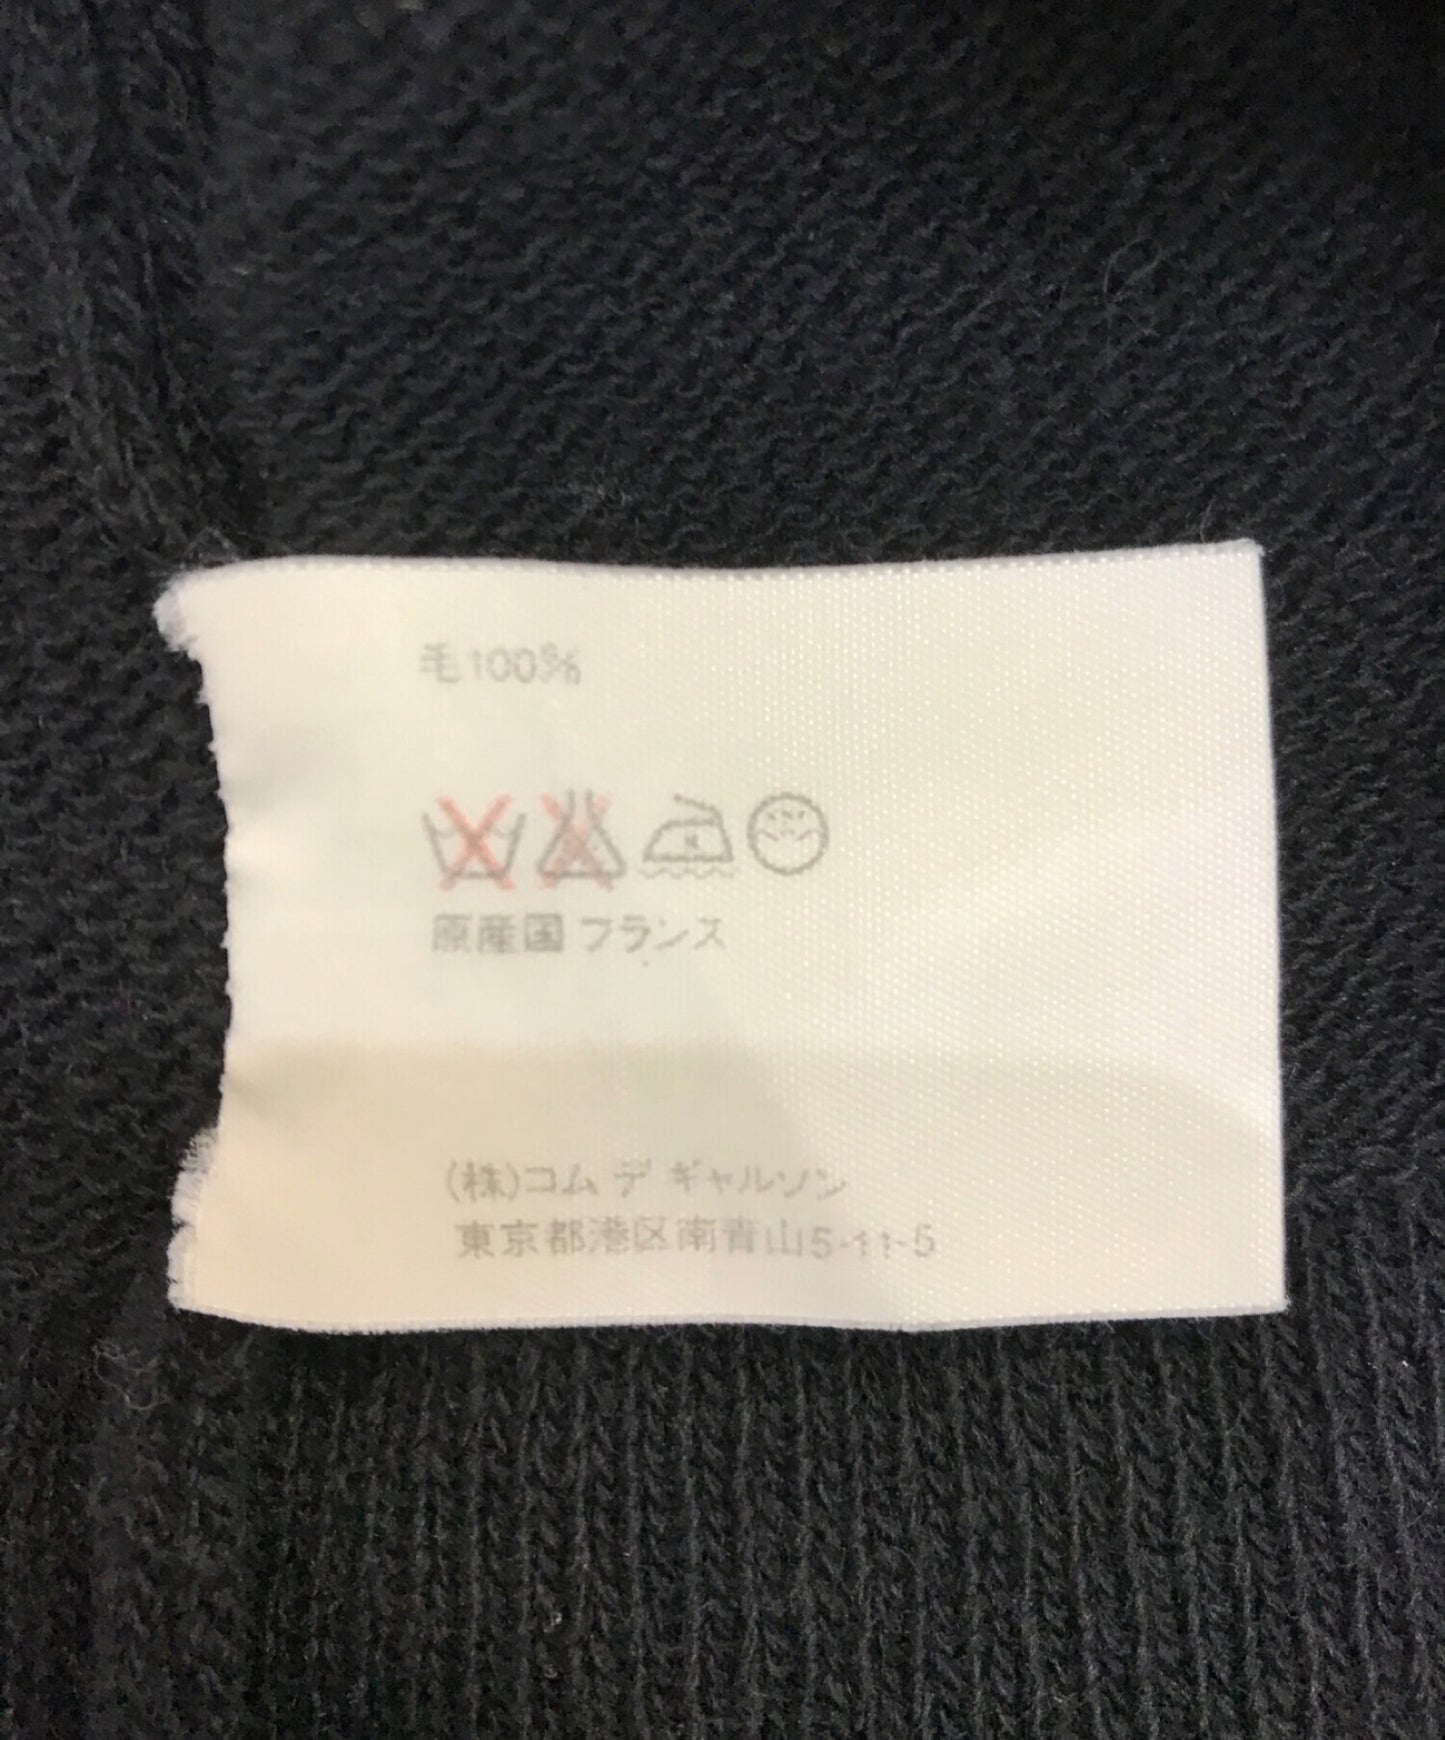 毛100%
原産国 フランス
(株)コム デ ギャルソン
東京都港区南青山5-11-5